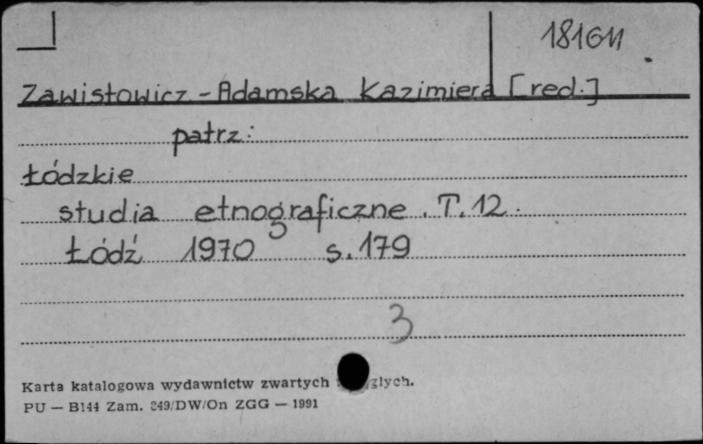 181611
Zawistowicz - Adamska Kazimiera [red.]
patrz:
Łódzkie
studia etnograficzne. T. 12.
Łódź 1970 s. 179
3
Karta katalogowa wydawnictw zwartych
PU — B144 Zam. 249/DW/On ZGG — 1991